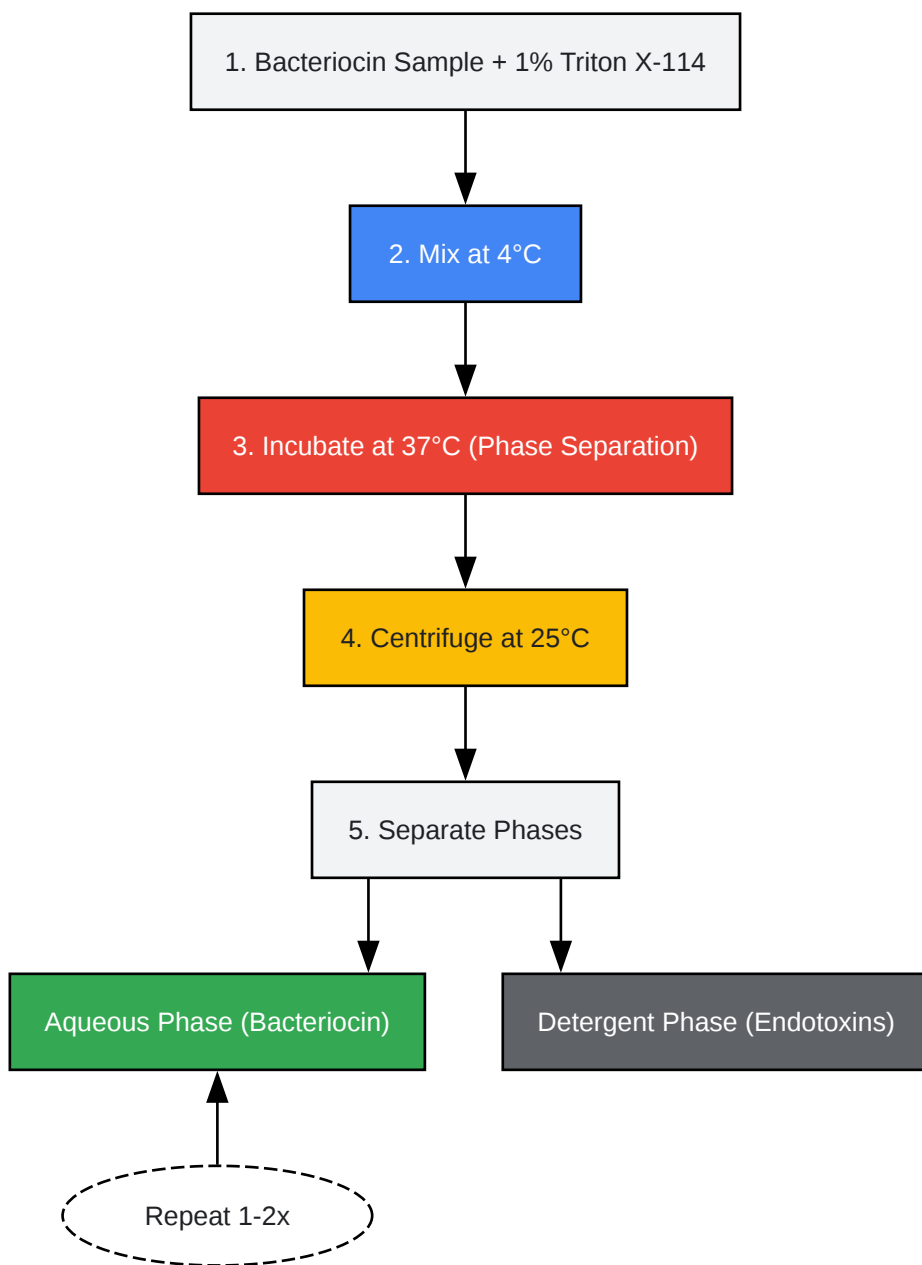 1. Bacteriocin Sample + 1% Triton X-114
2. Mix at 4°C
3. Incubate at 37°C (Phase Separation)
4. Centrifuge at 25°C
5. Separate Phases
Aqueous Phase (Bacteriocin)
Detergent Phase (Endotoxins)
Repeat 1-2x